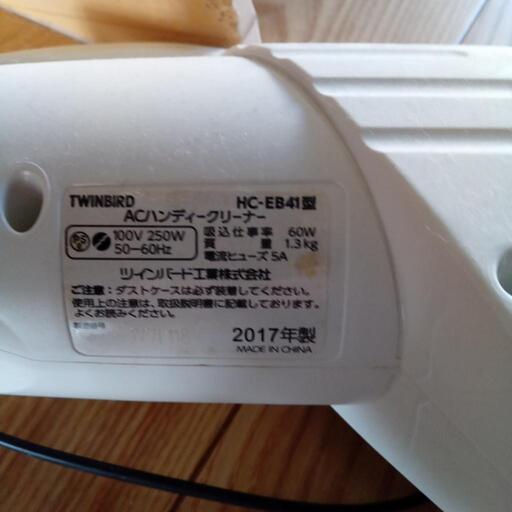 TWINBIRD HC-EB41型
ACハンディークリーナー
100V 250W 吸込仕事率 60W
50-60Hz 質量 1.3kg
電流ヒューズ 5A
ツインバード工業株式会社
ご注意：ダストケースは必ず装着してください。
使用上の注意は、取扱説明書に記載しております。
よくお読みください。
製造番号
2017年製
MADE IN CHINA